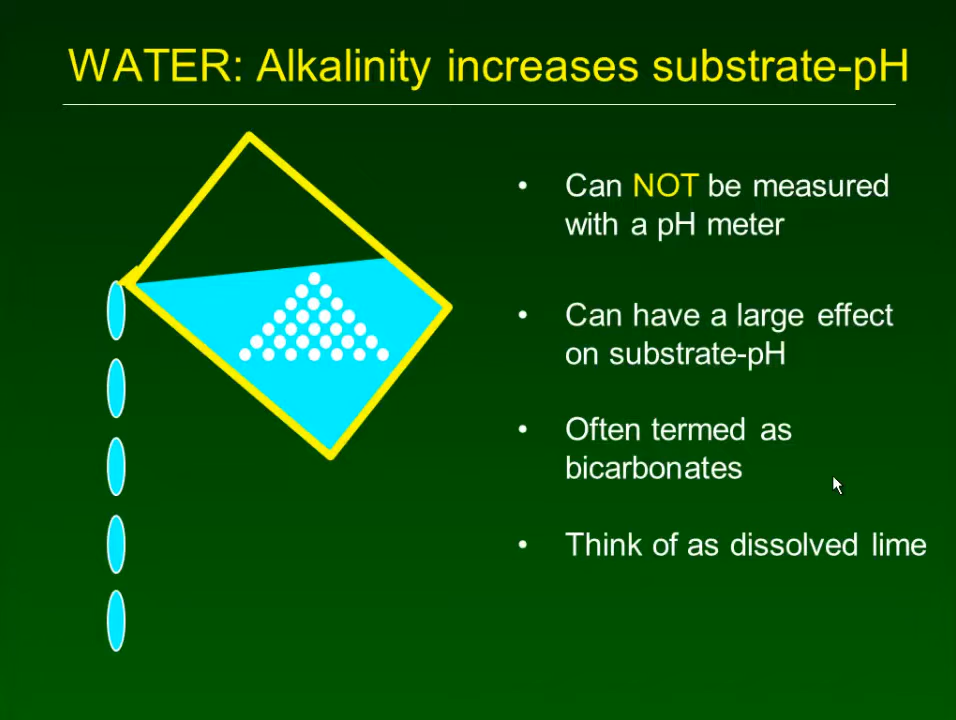 WATER: Alkalinity increases substrate-pH
• Can NOT be measured
with a pH meter
• Can have a large effect
on substrate-pH
• Often termed as
bicarbonates
• Think of as dissolved lime